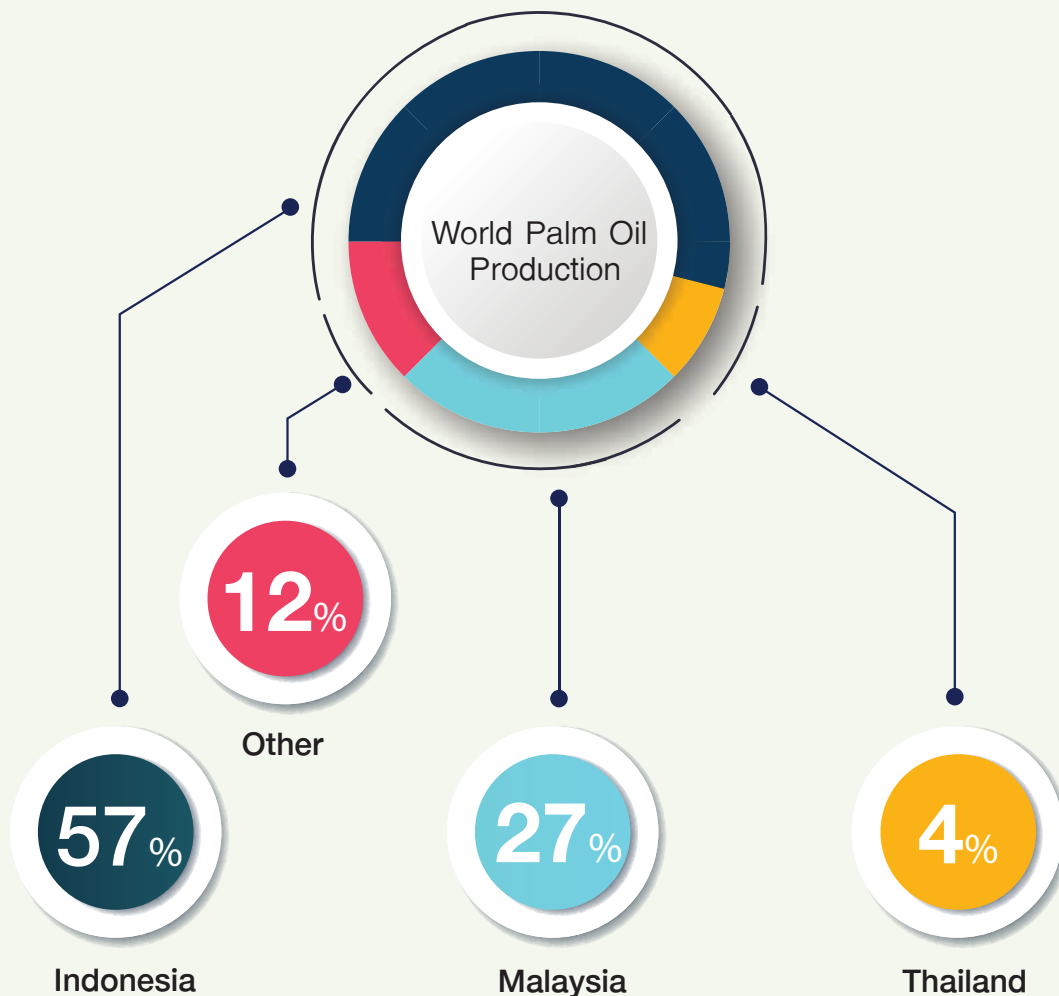 World Palm Oil
Production
12%
Other
57%
Indonesia
27%
Malaysia
4%
Thailand